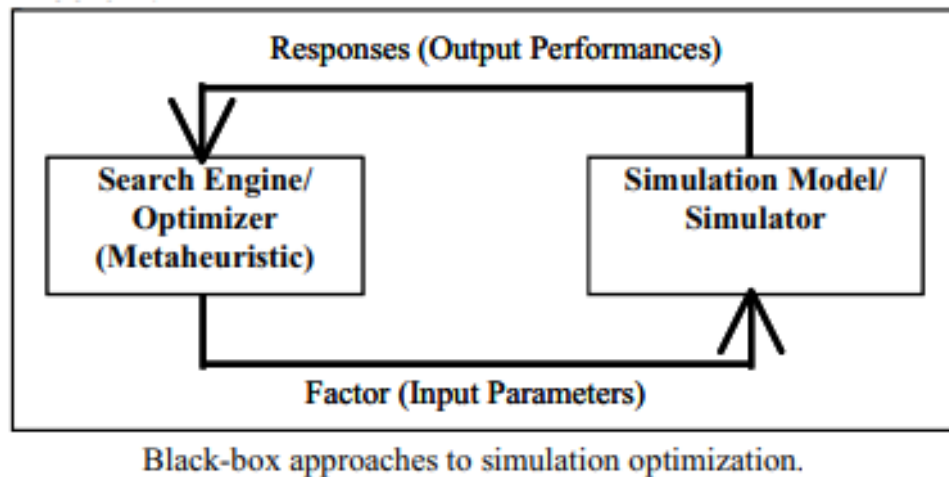 Responses (Output Performances)
Search Engine/
Optimizer
(Metaheuristic)
Simulation Model/
Simulator
Factor (Input Parameters)
Black-box approaches to simulation optimization.